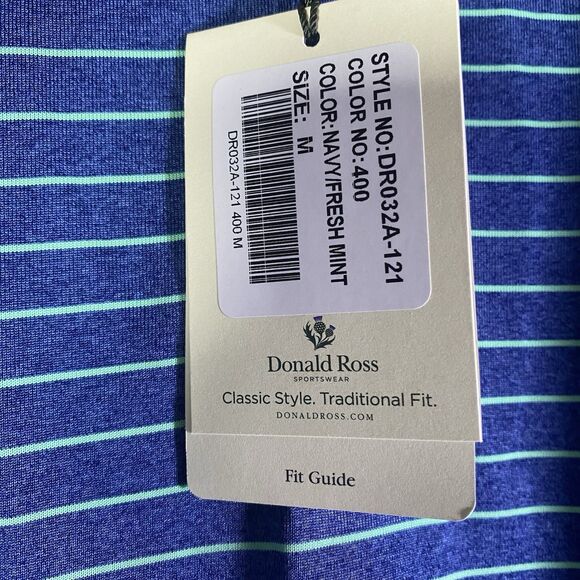 STYLE NO:DR032A-121
COLOR NO:400
COLOR:NAVY/FRESH MINT
SIZE: M
DR032A-121 400 M
Donald Ross
SPORTSWEAR
Classic Style. Traditional Fit.
DONALDROSS.COM
Fit Guide